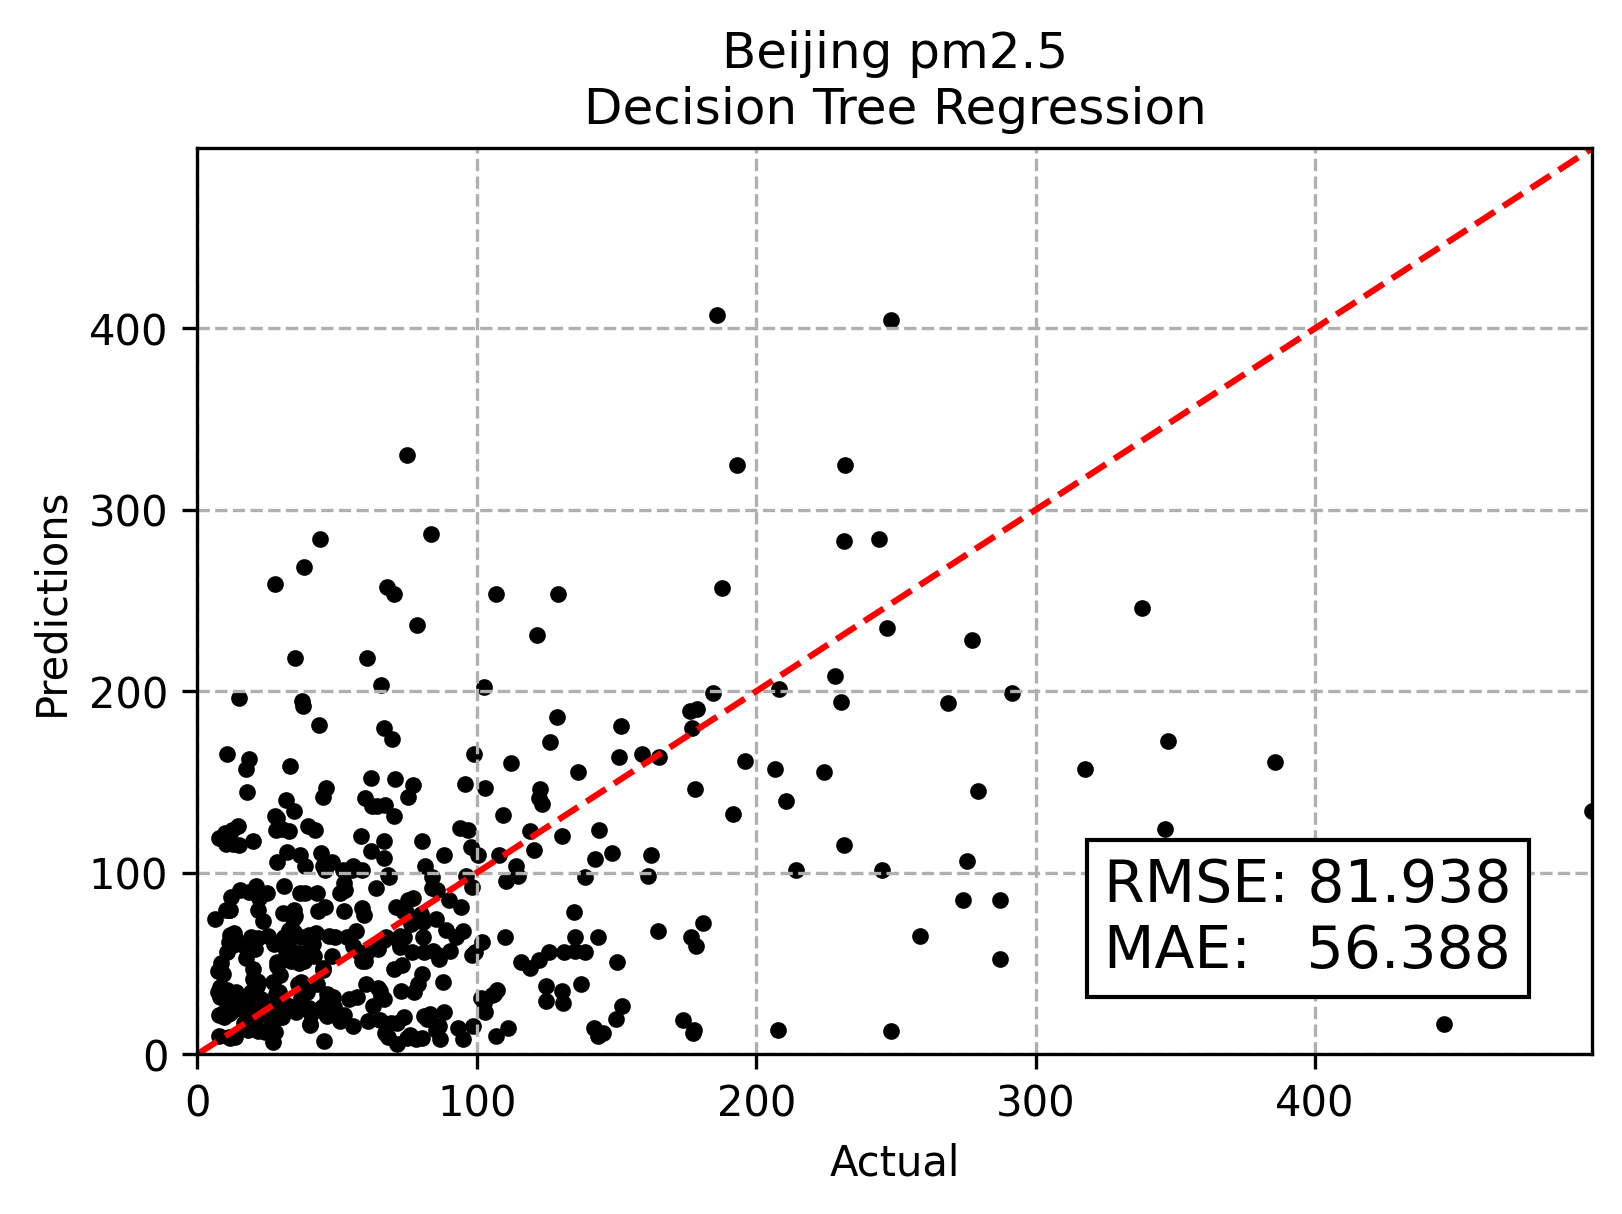 Beijing pm2.5
Decision Tree Regression
Predictions
400
300
200
100
0
RMSE: 81.938
MAE: 56.388
0 100 200 300 400
Actual